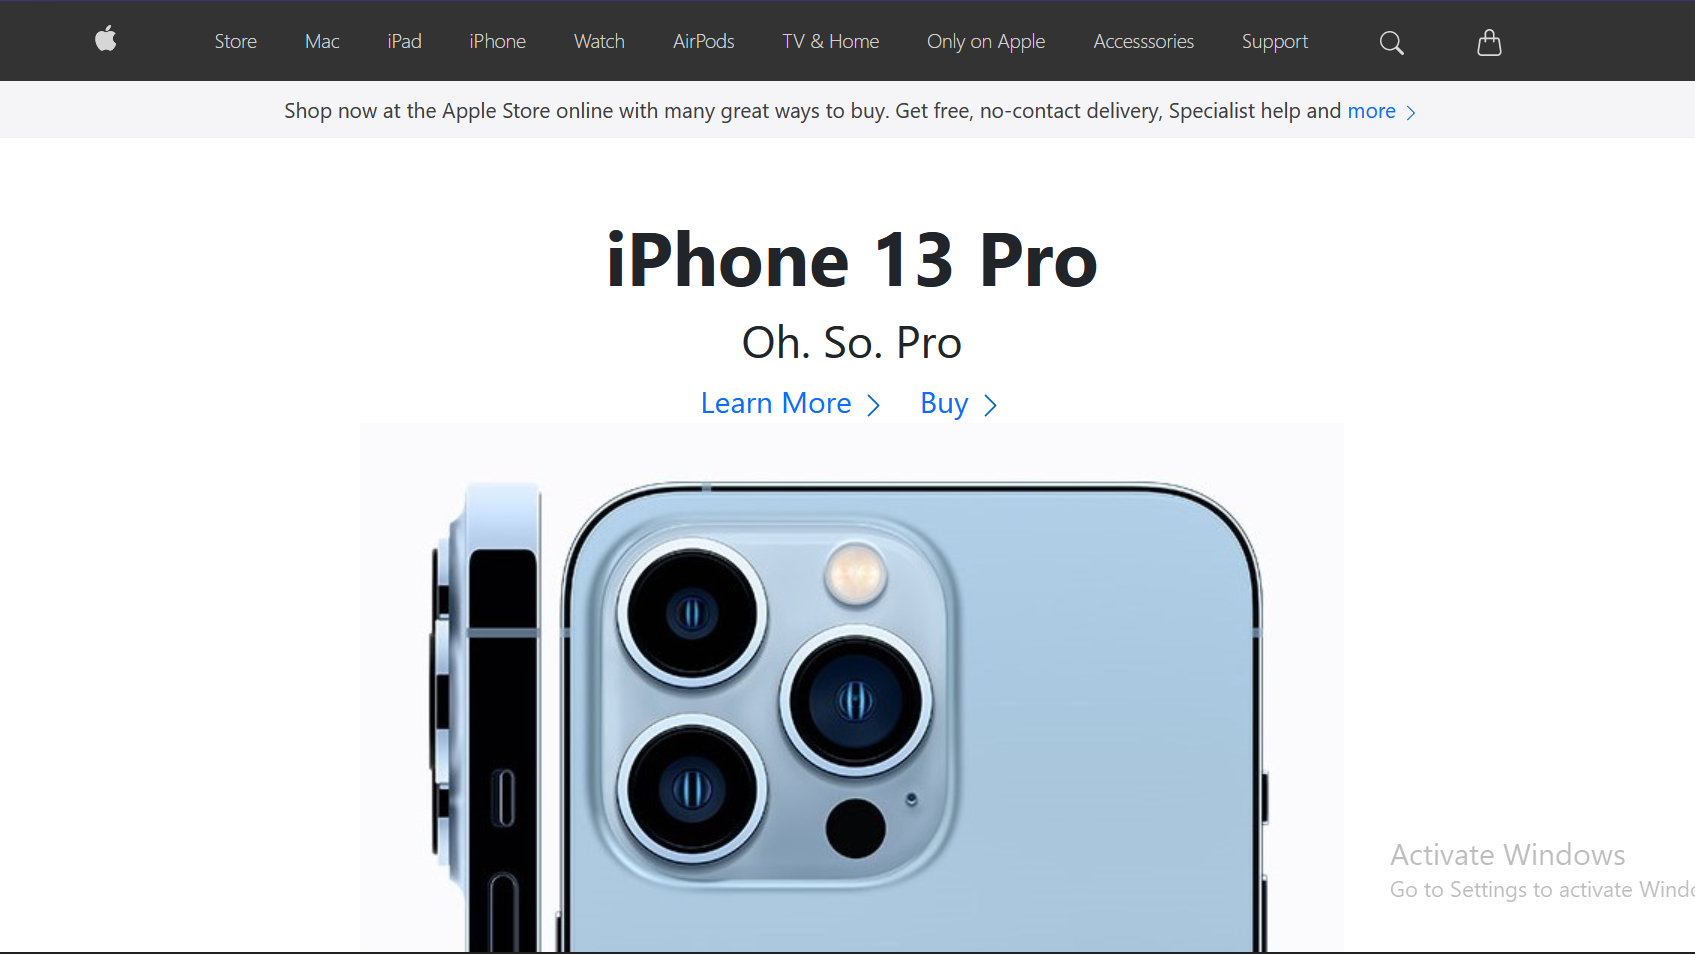 Store Mac iPad iPhone Watch AirPods TV & Home Only on Apple Accesssories Support
Shop now at the Apple Store online with many great ways to buy. Get free, no-contact delivery, Specialist help and more
iPhone 13 Pro
Oh. So. Pro
Learn More Buy
Activate Windows
Go to Settings to activate